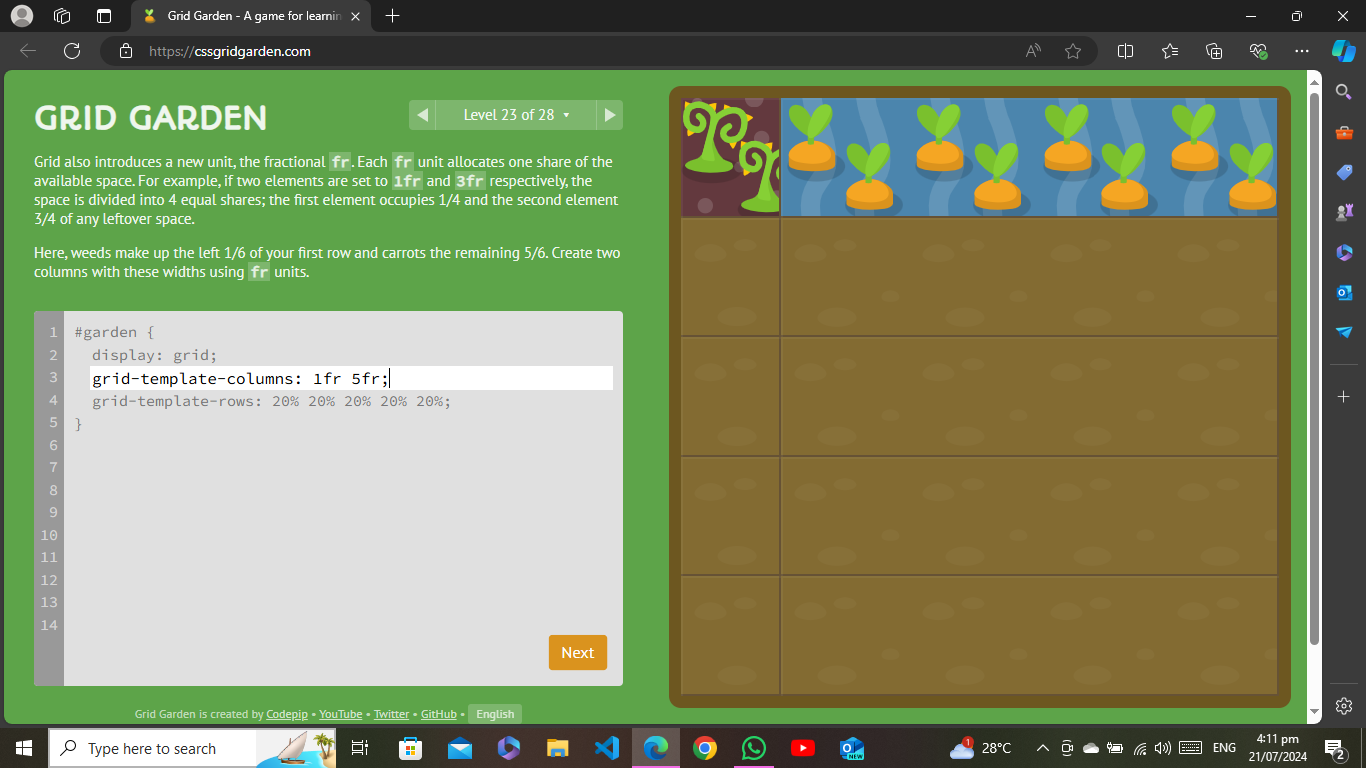 Grid Garden - A game for learnin
https://cssgridgarden.com
GRID GARDEN
Level 23 of 28
Grid also introduces a new unit, the fractional fr. Each fr unit allocates one share of the
available space. For example, if two elements are set to 1fr and 3fr respectively, the
space is divided into 4 equal shares; the first element occupies 1/4 and the second element
3/4 of any leftover space.
Here, weeds make up the left 1/6 of your first row and carrots the remaining 5/6. Create two
columns with these widths using fr units.
1 #garden {
2 display: grid;
3 grid-template-columns: 1fr 5fr;
4 grid-template-rows: 20% 20% 20% 20% 20%;
5 }
6
7
8
9
10
11
12
13
14
Next
Grid Garden is created by Codepip • YouTube • Twitter • GitHub • English
Type here to search
NEW
1
28°C
ENG
4:11 pm
21/07/2024
2